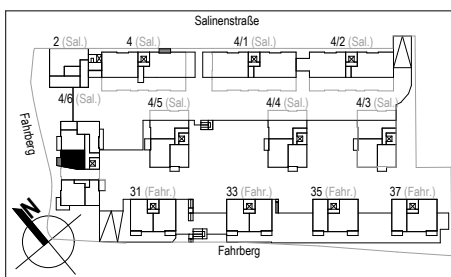 Salinenstraße
2 (Sal.) 4 (Sal.) 4/1 (Sal.) 4/2 (Sal.)
4/6 (Sal.) 4/5 (Sal.) 4/4 (Sal.) 4/3 (Sal.)
Fahrberg
31 (Fahr.) 33 (Fahr.) 35 (Fahr.) 37 (Fahr.)
N
Fahrberg